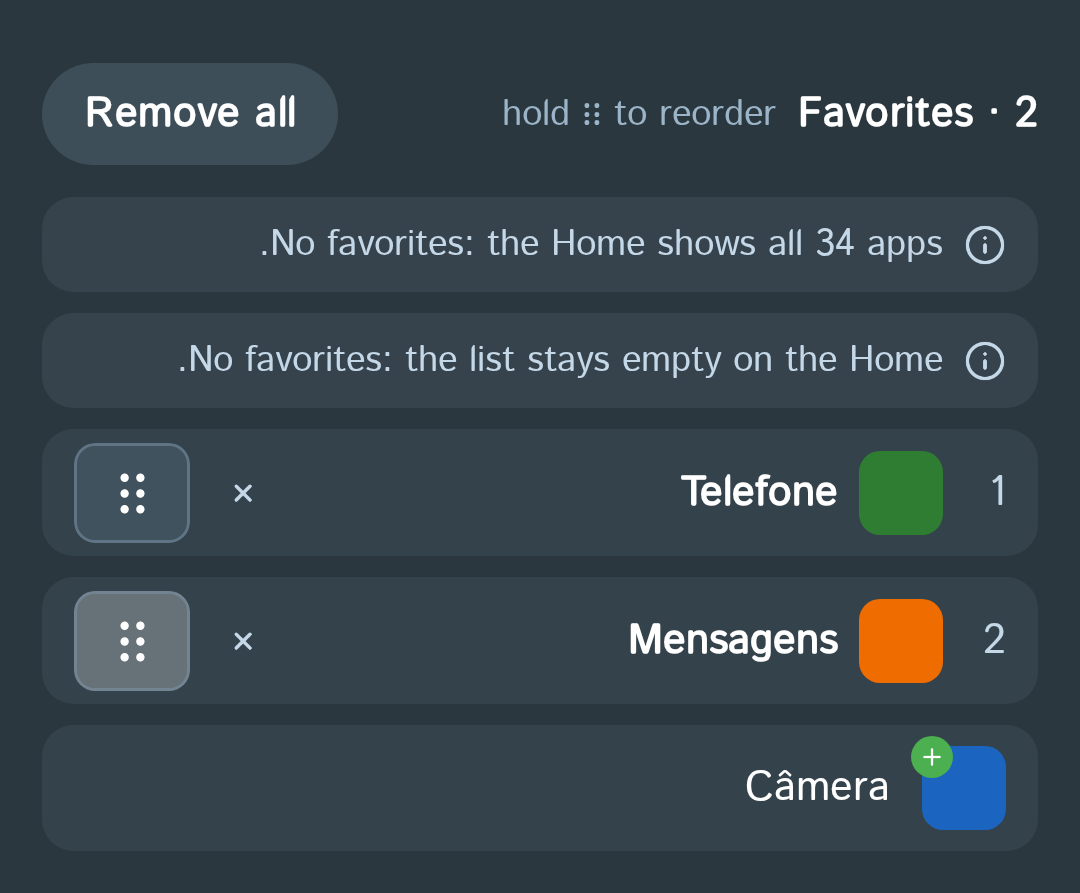 Favorites · 2 hold ⠿ to reorder Remove all
.No favorites: the Home shows all 34 apps
.No favorites: the list stays empty on the Home
1 Telefone ×
2 Mensagens ×
+ Câmera